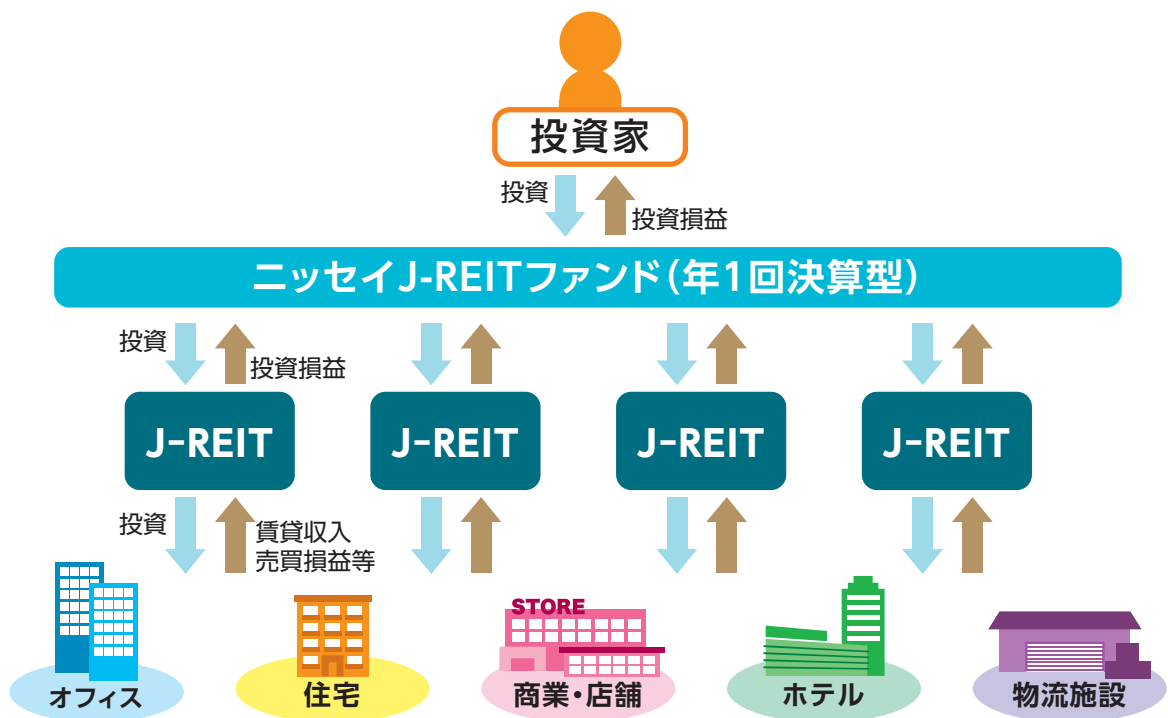 投資家
投資
投資損益
ニッセイJ-REITファンド(年1回決算型)
投資
投資損益
J-REIT
J-REIT
J-REIT
J-REIT
投資
賃貸収入
売買損益等
STORE
オフィス
住宅
商業・店舗
ホテル
物流施設